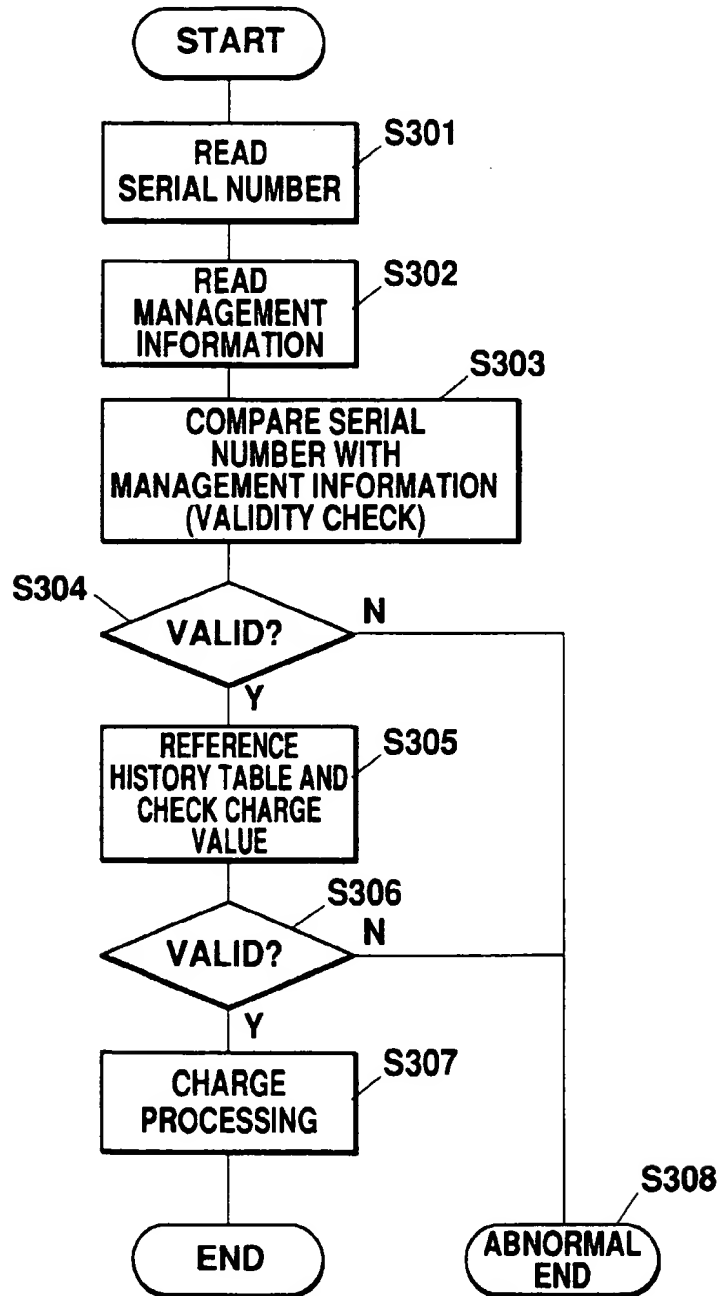 START
S301
READ
SERIAL NUMBER
S302
READ
MANAGEMENT
INFORMATION
S303
COMPARE SERIAL
NUMBER WITH
MANAGEMENT INFORMATION
(VALIDITY CHECK)
S304
VALID?
N
Y
S305
REFERENCE
HISTORY TABLE AND
CHECK CHARGE
VALUE
S306
VALID?
N
Y
S307
CHARGE
PROCESSING
S308
END
ABNORMAL
END